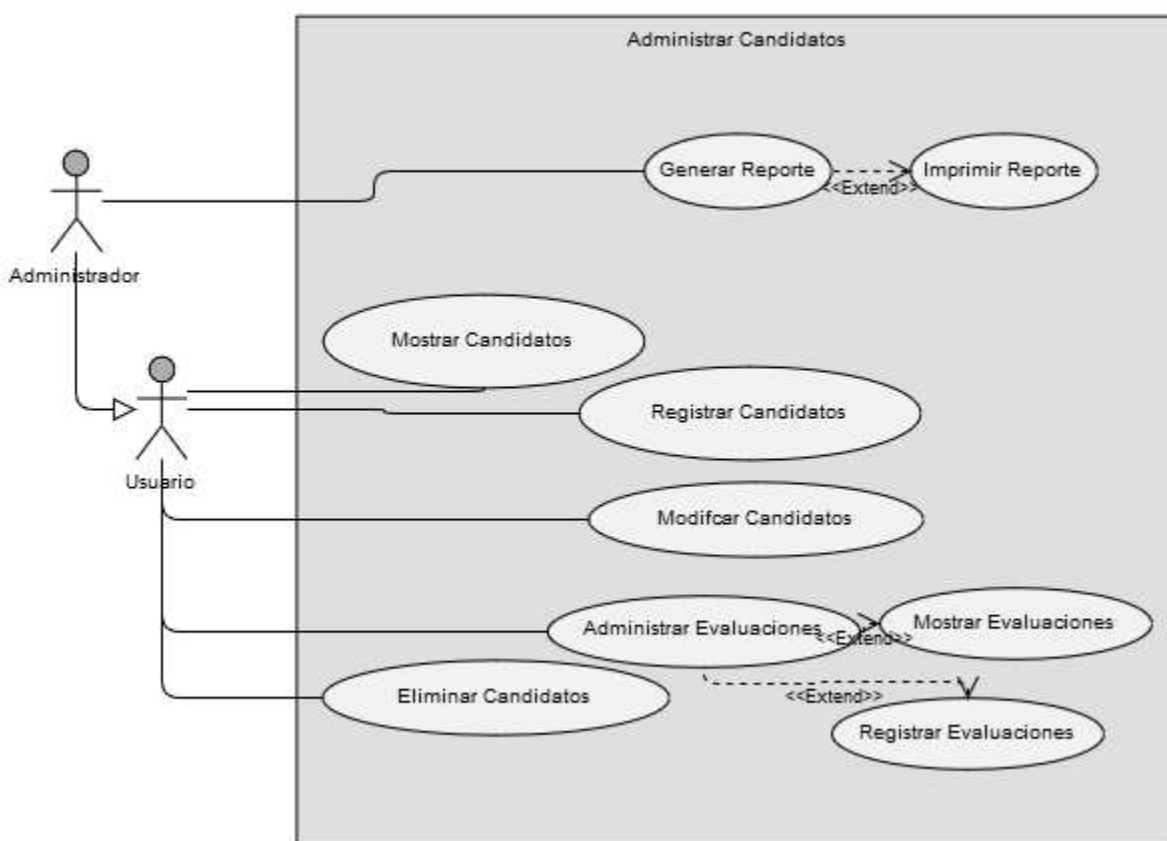 Administrar Candidatos
Generar Reporte
<<Extend>>
Imprimir Reporte
Administrador
Mostrar Candidatos
Registrar Candidatos
Usuario
Modifcar Candidatos
Administrar Evaluaciones
<<Extend>>
Mostrar Evaluaciones
Eliminar Candidatos
<<Extend>>
Registrar Evaluaciones